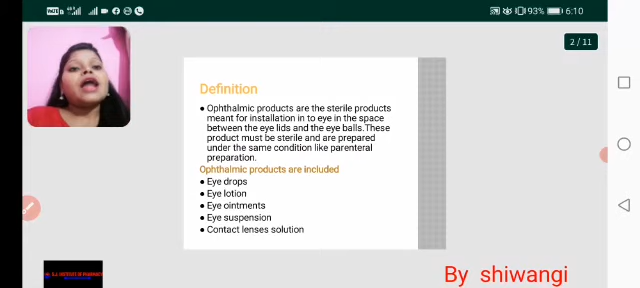 93% 6:10
2 / 11
Definition
● Ophthalmic products are the sterile products
meant for installation in to eye in the space
between the eye lids and the eye balls.These
product must be sterile and are prepared
under the same condition like parenteral
preparation.
Ophthalmic products are included
● Eye drops
● Eye lotion
● Eye ointments
● Eye suspension
● Contact lenses solution
By shiwangi